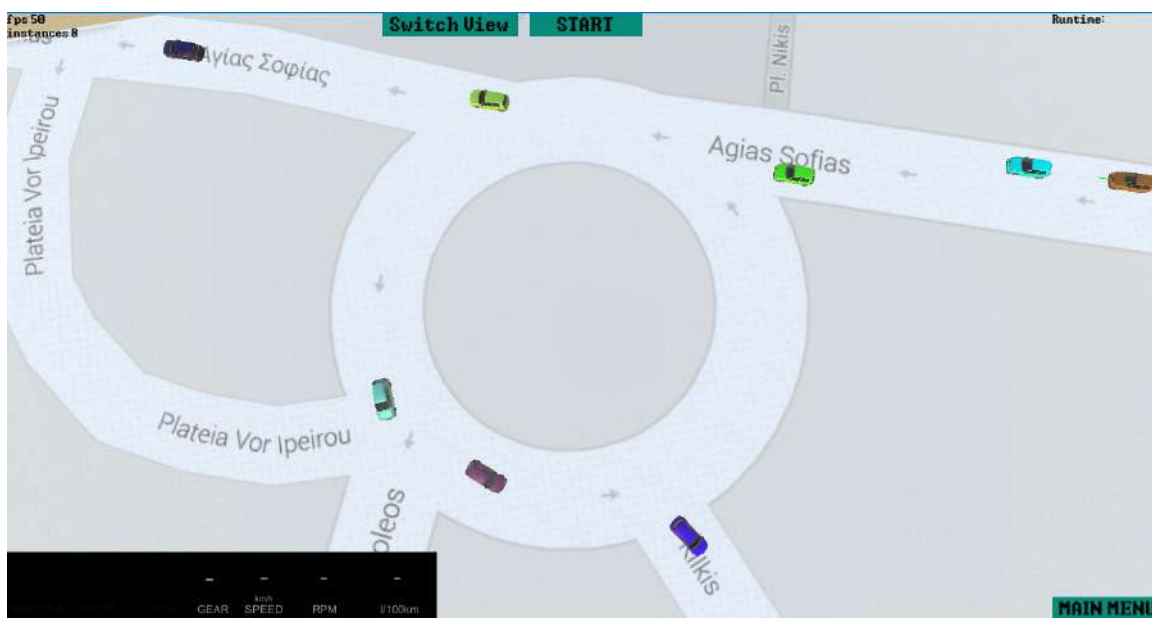 fps 50
instances 8
Switch View
START
Runtime:
Αγίας Σοφίας
Pl. Nikis
Agias Sofias
Plateia Vor Ipeirou
Plateia Vor Ipeirou
oleos
Kilkis
- - - -
km/h
GEAR SPEED RPM l/100km
MAIN MENU